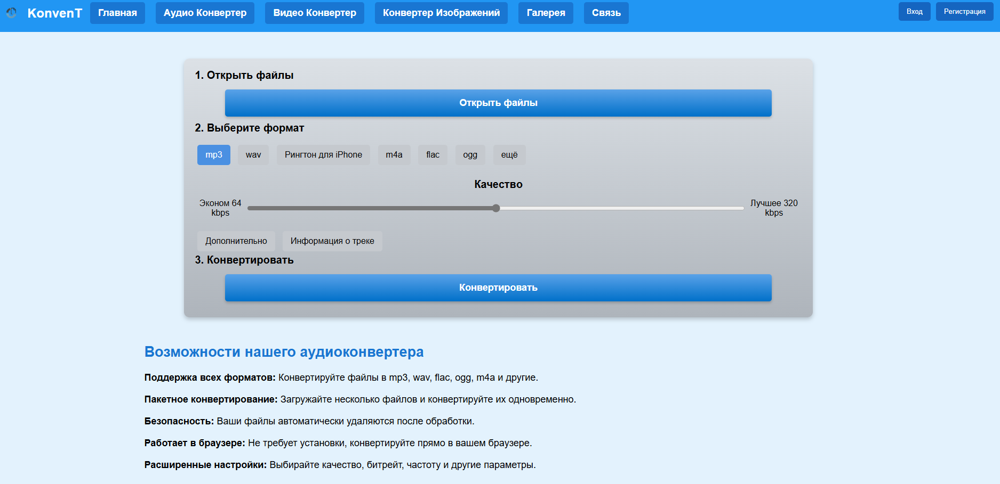 KonvenT Главная Аудио Конвертер Видео Конвертер Конвертер Изображений Галерея Связь Вход Регистрация
1. Открыть файлы
Открыть файлы
2. Выберите формат
mp3 wav Рингтон для iPhone m4a flac ogg ещё
Качество
Эконом 64
kbps
Лучшее 320
kbps
Дополнительно Информация о треке
3. Конвертировать
Конвертировать
Возможности нашего аудиоконвертера
Поддержка всех форматов: Конвертируйте файлы в mp3, wav, flac, ogg, m4a и другие.
Пакетное конвертирование: Загружайте несколько файлов и конвертируйте их одновременно.
Безопасность: Ваши файлы автоматически удаляются после обработки.
Работает в браузере: Не требует установки, конвертируйте прямо в вашем браузере.
Расширенные настройки: Выбирайте качество, битрейт, частоту и другие параметры.